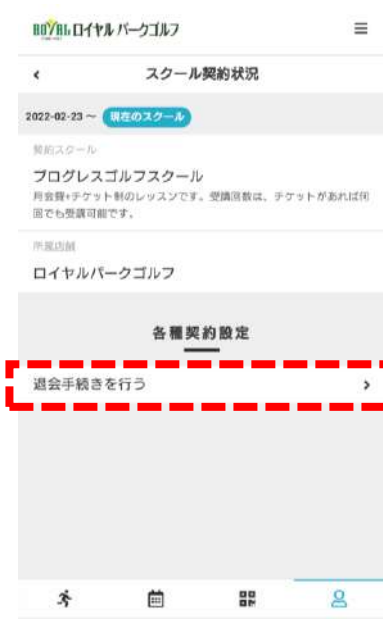 ROYAL ロイヤル パークゴルフ
スクール契約状況
2022-02-23 ~ 現在のスクール
契約スクール
プログレスゴルフスクール
月会費+チケット制のレッスンです。受講回数は、チケットがあれば何
回でも受講可能です。
所属店舗
ロイヤルパークゴルフ
各種契約設定
退会手続きを行う